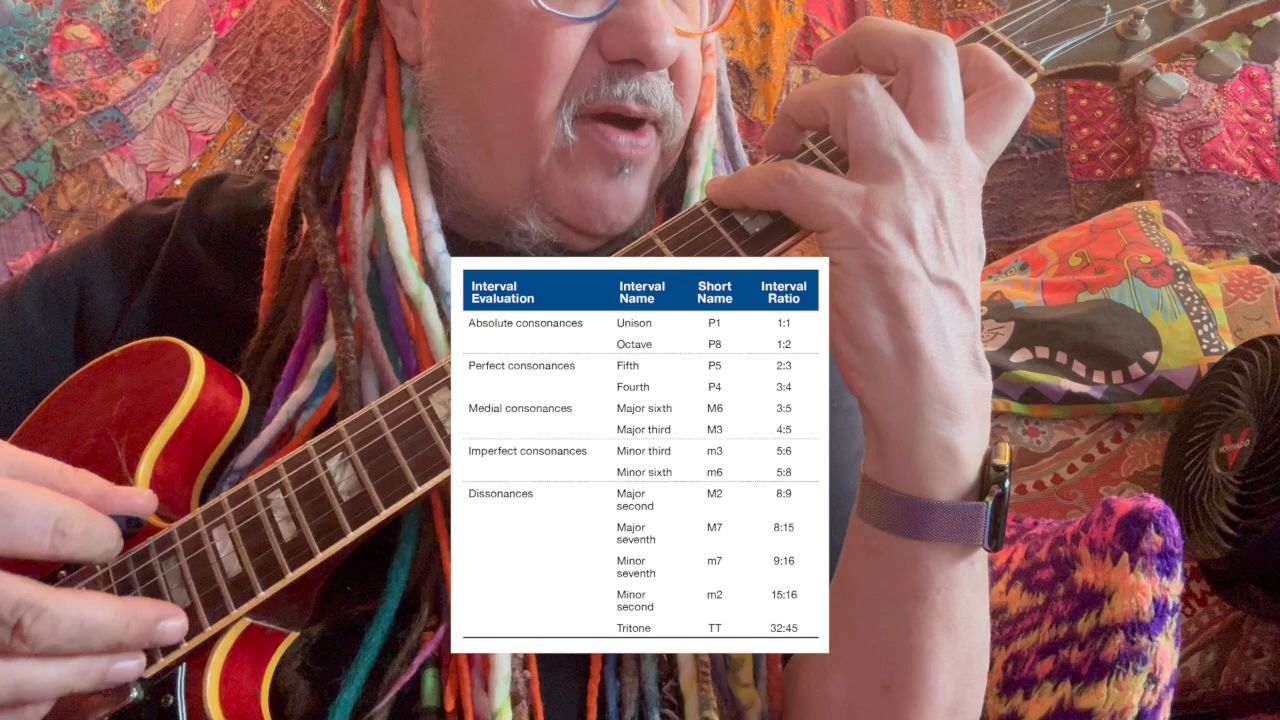 Interval Evaluation Interval Name Short Name Interval Ratio
Absolute consonances Unison P1 1:1
Octave P8 1:2
Perfect consonances Fifth P5 2:3
Fourth P4 3:4
Medial consonances Major sixth M6 3:5
Major third M3 4:5
Imperfect consonances Minor third m3 5:6
Minor sixth m6 5:8
Dissonances Major second M2 8:9
Major seventh M7 8:15
Minor seventh m7 9:16
Minor second m2 15:16
Tritone TT 32:45